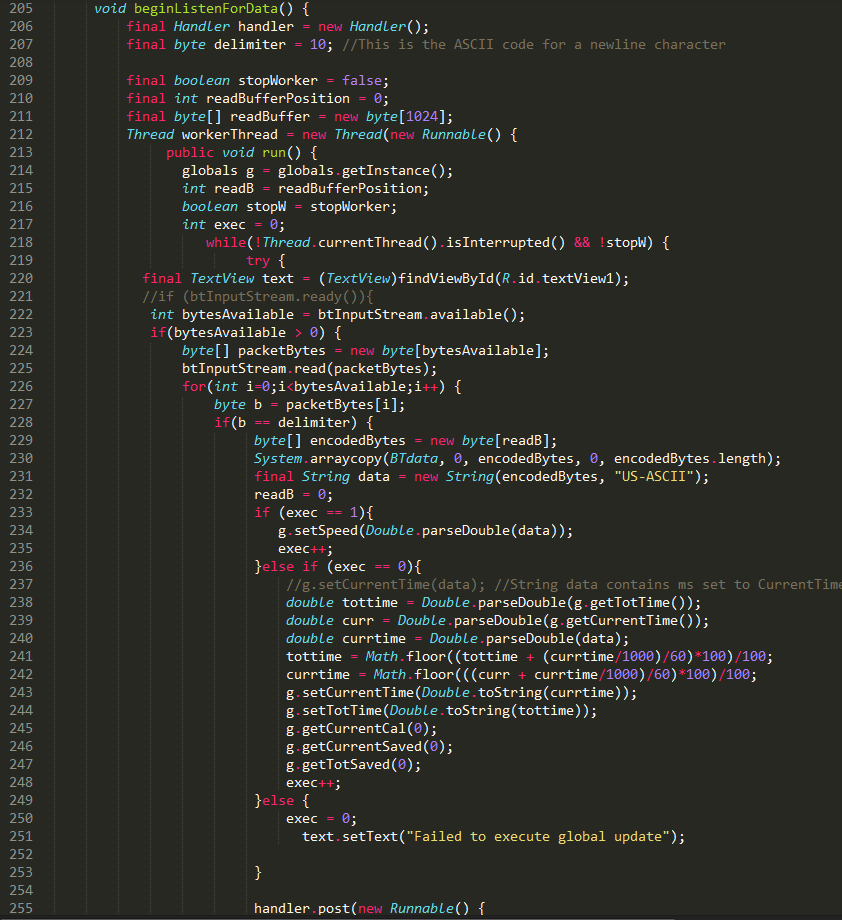 205 void beginListenForData() {
206 final Handler handler = new Handler();
207 final byte delimiter = 10; //This is the ASCII code for a newline character
208
209 final boolean stopWorker = false;
210 final int readBufferPosition = 0;
211 final byte[] readBuffer = new byte[1024];
212 Thread workerThread = new Thread(new Runnable() {
213 public void run() {
214 globals g = globals.getInstance();
215 int readB = readBufferPosition;
216 boolean stopW = stopWorker;
217 int exec = 0;
218 while(!Thread.currentThread().isInterrupted() && !stopW) {
219 try {
220 final TextView text = (TextView)findViewById(R.id.textView1);
221 //if (btInputStream.ready()){
222 int bytesAvailable = btInputStream.available();
223 if(bytesAvailable > 0) {
224 byte[] packetBytes = new byte[bytesAvailable];
225 btInputStream.read(packetBytes);
226 for(int i=0;i<bytesAvailable;i++) {
227 byte b = packetBytes[i];
228 if(b == delimiter) {
229 byte[] encodedBytes = new byte[readB];
230 System.arraycopy(BTdata, 0, encodedBytes, 0, encodedBytes.length);
231 final String data = new String(encodedBytes, "US-ASCII");
232 readB = 0;
233 if (exec == 1){
234 g.setSpeed(Double.parseDouble(data));
235 exec++;
236 }else if (exec == 0){
237 //g.setCurrentTime(data); //String data contains ms set to CurrentTime
238 double tottime = Double.parseDouble(g.getTotTime());
239 double curr = Double.parseDouble(g.getCurrentTime());
240 double currtime = Double.parseDouble(data);
241 tottime = Math.floor((tottime + (currtime/1000)/60)*100)/100;
242 currtime = Math.floor(((curr + currtime/1000)/60)*100)/100;
243 g.setCurrentTime(Double.toString(currtime));
244 g.setTotTime(Double.toString(tottime));
245 g.getCurrentCal(0);
246 g.getCurrentSaved(0);
247 g.getTotSaved(0);
248 exec++;
249 }else {
250 exec = 0;
251 text.setText("Failed to execute global update");
252
253 }
254
255 handler.post(new Runnable() {